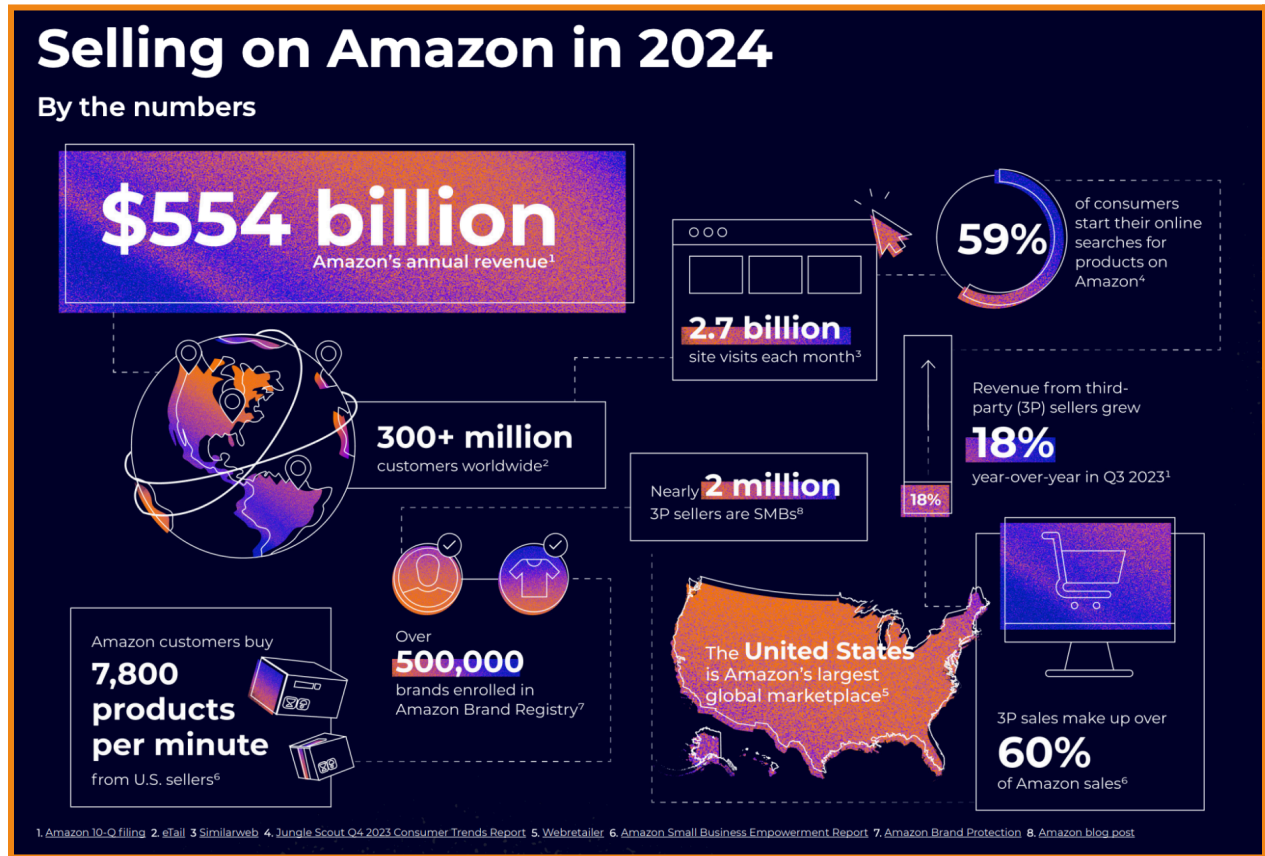 Selling on Amazon in 2024
By the numbers
$554 billion
Amazon's annual revenue¹
59%
of consumers
start their online
searches for
products on
Amazon⁴
2.7 billion
site visits each month³
300+ million
customers worldwide²
Revenue from third-
party (3P) sellers grew
18%
year-over-year in Q3 2023¹
18%
Nearly 2 million
3P sellers are SMBs⁸
Over
500,000
brands enrolled in
Amazon Brand Registry⁷
Amazon customers buy
7,800
products
per minute
from U.S. sellers⁶
The United States
is Amazon's largest
global marketplace⁵
3P sales make up over
60%
of Amazon sales⁶
1. Amazon 10-Q filing 2. eTail 3 Similarweb 4. Jungle Scout Q4 2023 Consumer Trends Report 5. Webretailer 6. Amazon Small Business Empowerment Report 7. Amazon Brand Protection 8. Amazon blog post